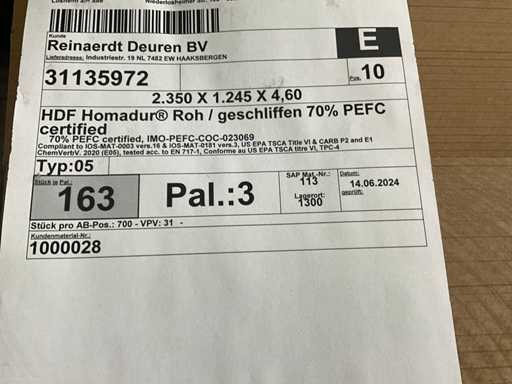 Losheim a/M See Niederlosheimer Str.
Kunde
Reinaerdt Deuren BV
Lieferadresse: Industriestr. 19 NL 7482 EW HAAKSBERGEN
E
31135972
Pos. 10
2.350 X 1.245 X 4,60
HDF Homadur® Roh / geschliffen 70% PEFC
certified
70% PEFC certified, IMO-PEFC-COC-023069
Compliant to IOS-MAT-0003 vers.16 & IOS-MAT-0181 vers.3, US EPA TSCA Title VI & CARB P2 and E1
ChemVerbV. 2020 (E05), tested acc. to EN 717-1, Conforme au US EPA TSCA titre VI, TPC-4
Typ:05
Stück je Pal.:
163
Pal.:3
SAP Mat.-Nr.:
113
Lagerort:
1300
Datum:
14.06.2024
geprüft:
Stück pro AB-Pos.: 700 - VPV: 31 -
Kundenmaterial-Nr.:
1000028